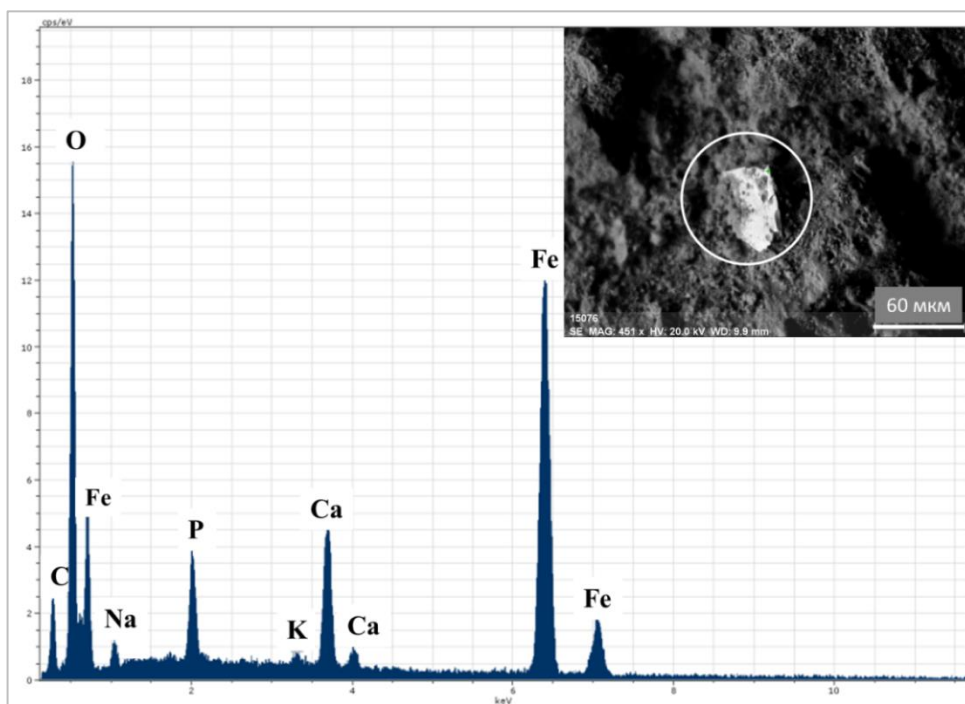 cps/eV
18
16
14
12
10
8
6
4
2
0
O
Fe
C
Na
P
K
Ca
Ca
Fe
Fe
2
4
6
8
10
keV
60 мкм
15076
SE MAG: 451 x HV: 20.0 kV WD: 9.9 mm